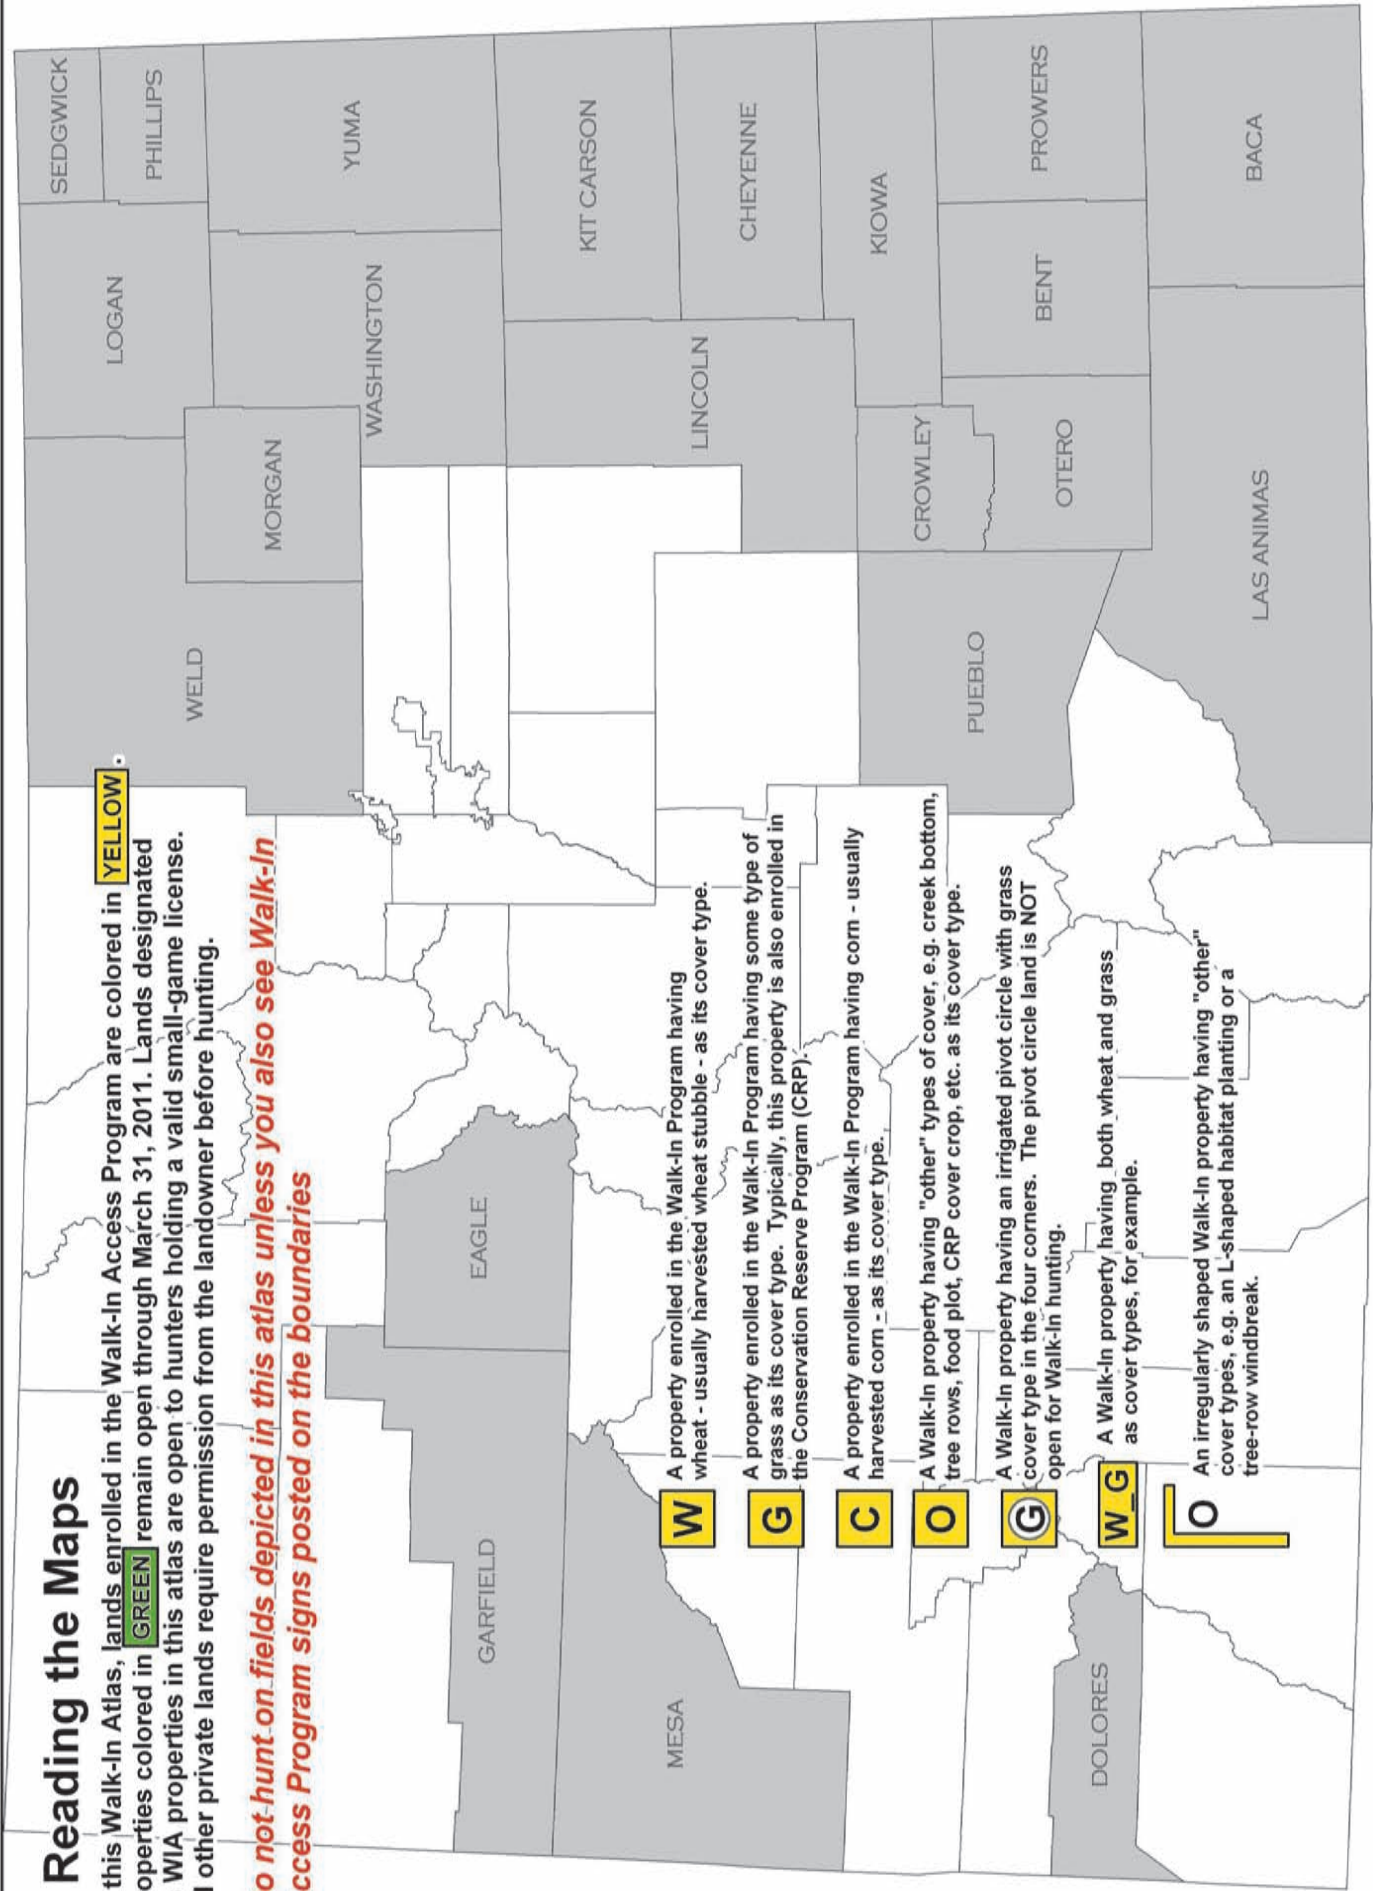 Reading the Maps
this Walk-In Atlas, lands enrolled in the Walk-In Access Program are colored in YELLOW.
operties colored in GREEN remain open through March 31, 2011. Lands designated
WIA properties in this atlas are open to hunters holding a valid small-game license.
l other private lands require permission from the landowner before hunting.
o not hunt on fields depicted in this atlas unless you also see Walk-In
ccess Program signs posted on the boundaries
W
A property enrolled in the Walk-In Program having
wheat - usually harvested wheat stubble - as its cover type.
G
A property enrolled in the Walk-In Program having some type of
grass as its cover type. Typically, this property is also enrolled in
the Conservation Reserve Program (CRP).
C
A property enrolled in the Walk-In Program having corn - usually
harvested corn - as its cover type.
O
A Walk-In property having "other" types of cover, e.g. creek bottom,
tree rows, food plot, CRP cover crop, etc. as its cover type.
G
A Walk-In property having an irrigated pivot circle with grass
cover type in the four corners. The pivot circle land is NOT
open for Walk-In hunting.
W_G
A Walk-In property having both wheat and grass
as cover types, for example.
O
An irregularly shaped Walk-In property having "other"
cover types, e.g. an L-shaped habitat planting or a
tree-row windbreak.
SEDGWICK
PHILLIPS
LOGAN
WELD
MORGAN
YUMA
WASHINGTON
EAGLE
GARFIELD
KIT CARSON
LINCOLN
CHEYENNE
MESA
KIOWA
CROWLEY
PUEBLO
PROWERS
BENT
OTERO
DOLORES
BACA
LAS ANIMAS